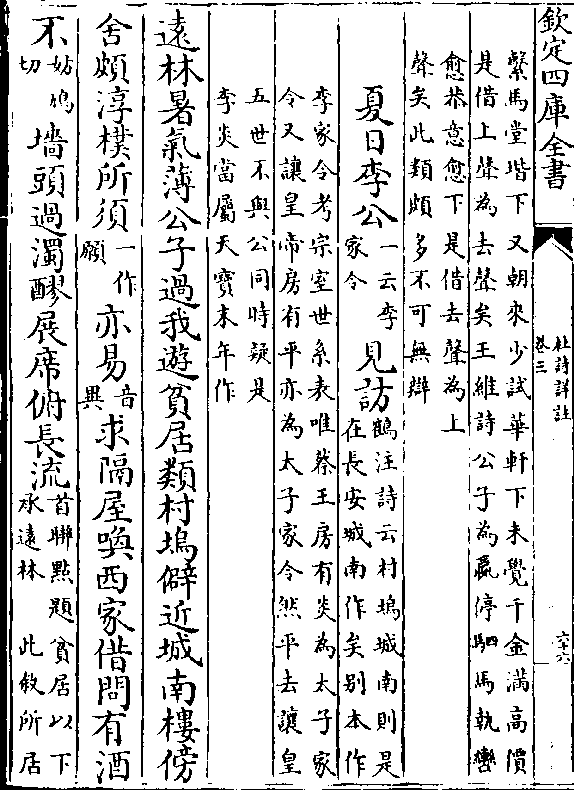 欽定四庫全書
杜詩詳註
卷三
六十六
繫馬堂堦下又朝來少試華軒下未覺千金滿高價
是借上聲為去聲矣王維詩公子為嬴停駟馬執轡
愈恭意愈下是借去聲為上
聲矣此類頗多不可無辯
夏日李公一云李家令見訪鶴注詩云村塢城南則是在長安城南作矣别本作
李家令考宗室世系表唯蔡王房有炎為太子家
令又讓皇帝房有平亦為太子家令然平去讓皇
五世不與公同時疑是
李炎當屬天寶末年作
遠林暑氣薄公子過我遊貧居類村塢僻近城南樓傍
舍頗淳樸所須一作願亦易音異求隔屋喚西家借問有酒
不妨鳩切墻頭過濁醪展席俯長流首聯點題貧居以下承遠林 此敘所居